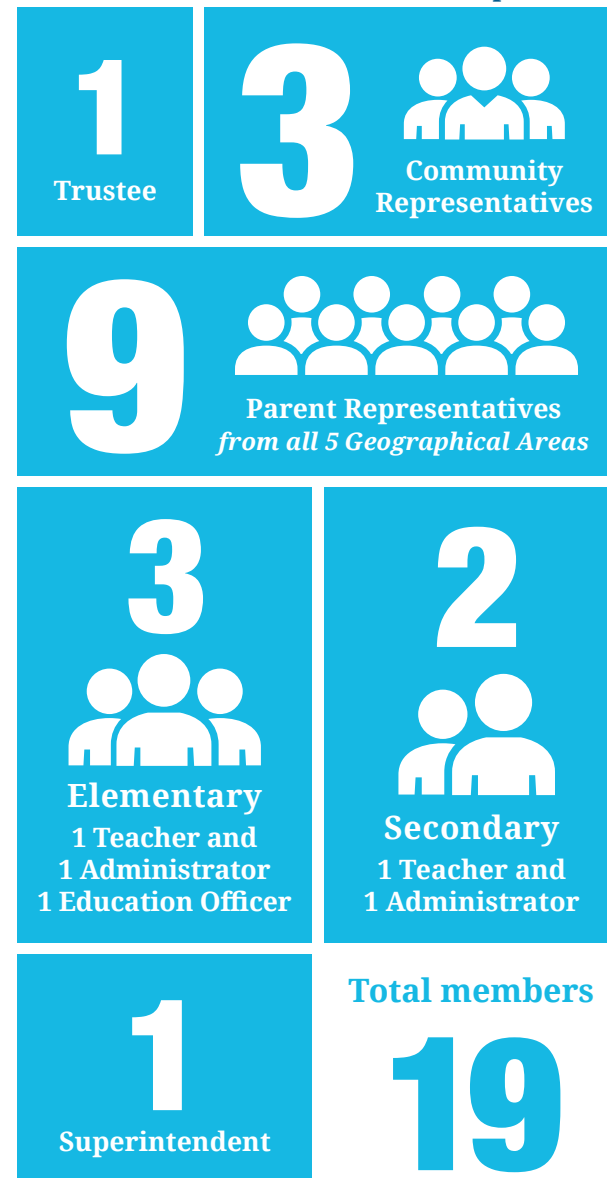 1
Trustee
3
Community
Representatives
9
Parent Representatives
from all 5 Geographical Areas
3
Elementary
1 Teacher and
1 Administrator
1 Education Officer
2
Secondary
1 Teacher and
1 Administrator
1
Superintendent
Total members
19